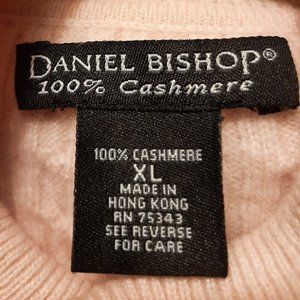 DANIEL BISHOP®
100% Cashmere
100% CASHMERE
XL
MADE IN
HONG KONG
RN 75343
SEE REVERSE
FOR CARE